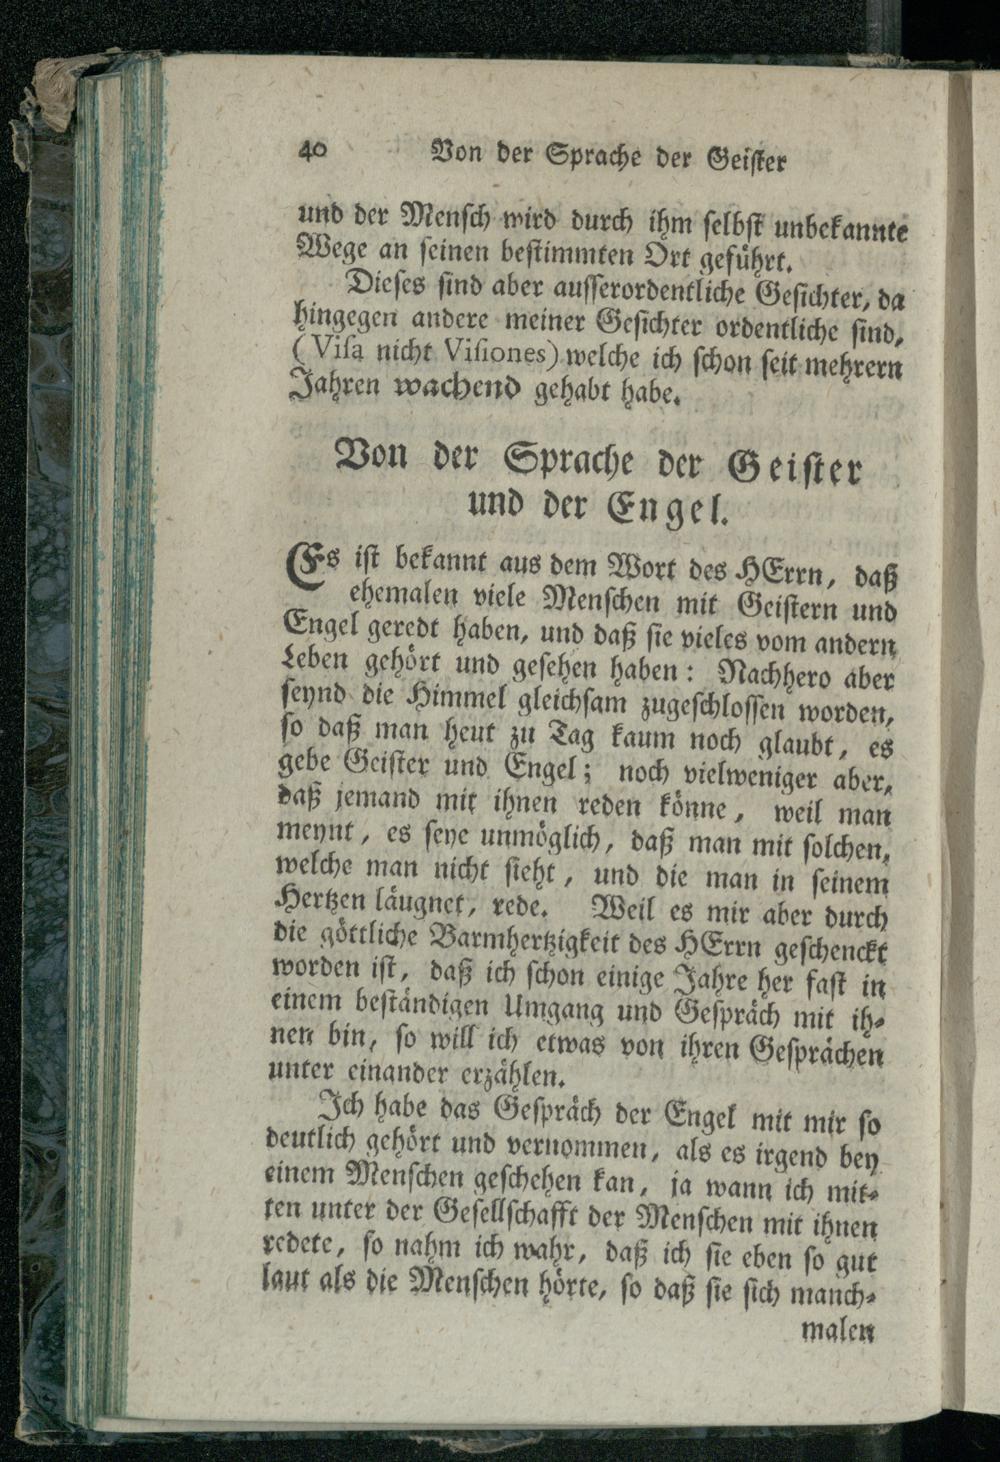 40 Von der Sprache der Geister
und der Mensch wird durch ihm selbst unbekannte
Wege an seinen bestimmten Ort geführt.
Dieses sind aber ausserordentliche Gesichter, da
hingegen andere meiner Gesichter ordentliche sind,
(Visa nicht Visiones) welche ich schon seit mehrern
Jahren wachend gehabt habe.
Von der Sprache der Geister
und der Engel.
Es ist bekannt aus dem Wort des HErrn, daß
ehemalen viele Menschen mit Geistern und
Engel geredt haben, und daß sie vieles vom andern
Leben gehört und gesehen haben: Nachhero aber
seynd die Himmel gleichsam zugeschlossen worden,
so daß man heut zu Tag kaum noch glaubt, es
gebe Geister und Engel; noch vielweniger aber,
daß jemand mit ihnen reden könne, weil man
meynt, es seye unmöglich, daß man mit solchen,
welche man nicht sieht, und die man in seinem
Hertzen läugnet, rede. Weil es mir aber durch
die göttliche Barmhertzigkeit des HErrn geschenckt
worden ist, daß ich schon einige Jahre her fast in
einem beständigen Umgang und Gespräch mit ih-
nen bin, so will ich etwas von ihren Gesprächen
unter einander erzählen.
Ich habe das Gespräch der Engel mit mir so
deutlich gehört und vernommen, als es irgend bey
einem Menschen geschehen kan, ja wann ich mit-
ten unter der Gesellschafft der Menschen mit ihnen
redete, so nahm ich wahr, daß ich sie eben so gut
laut als die Menschen hörte, so daß sie sich manch-
malen